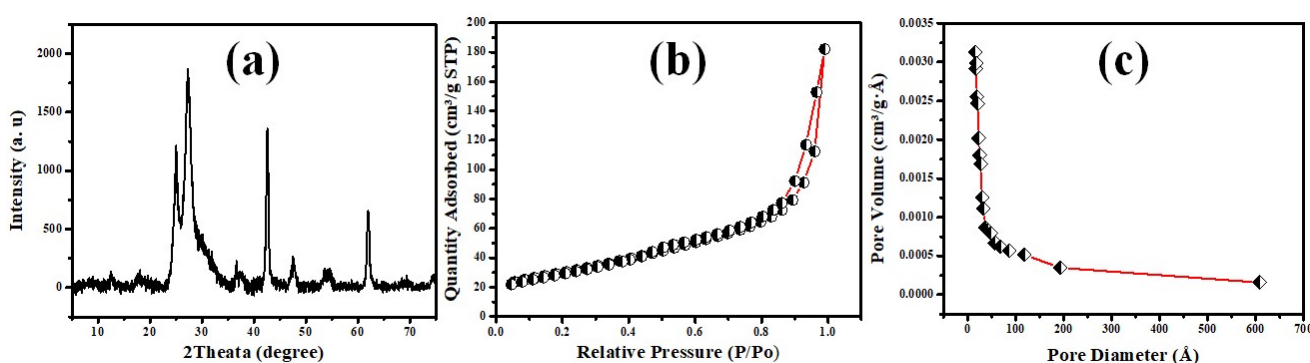 (a)
Intensity (a. u)
2000
1500
1000
500
0
10 20 30 40 50 60 70
2Theata (degree)
(b)
Quantity Adsorbed (cm³/g STP)
200
180
160
140
120
100
80
60
40
20
0
0.0 0.2 0.4 0.6 0.8 1.0
Relative Pressure (P/Po)
(c)
Pore Volume (cm³/g·Å)
0.0035
0.0030
0.0025
0.0020
0.0015
0.0010
0.0005
0.0000
0 100 200 300 400 500 600 700
Pore Diameter (Å)